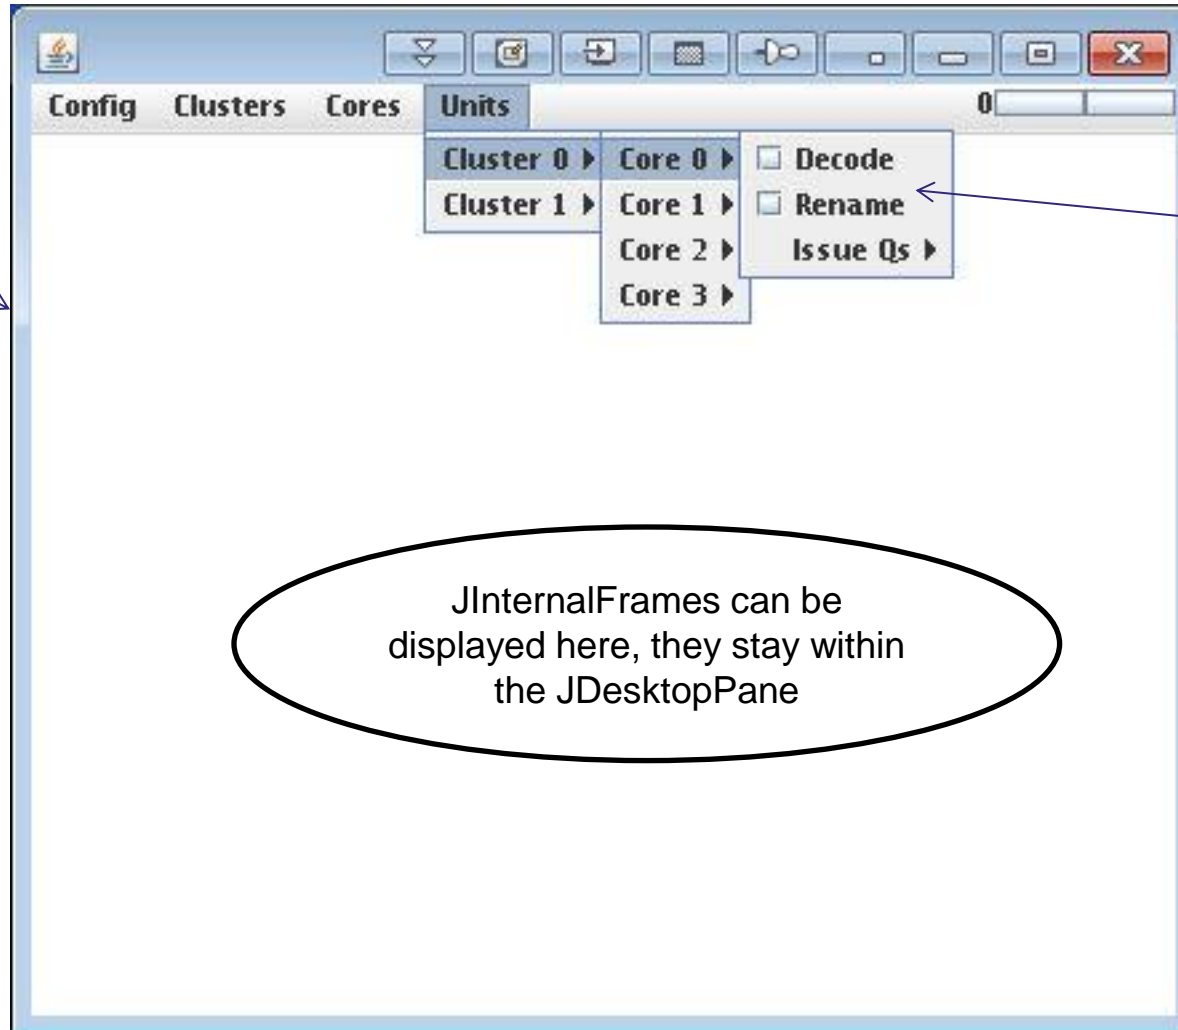 Config Clusters Cores Units 0
Cluster 0 Core 0 Decode
Cluster 1 Core 1 Rename
Core 2 Issue Qs
Core 3
JInternalFrames can be
displayed here, they stay within
the JDesktopPane